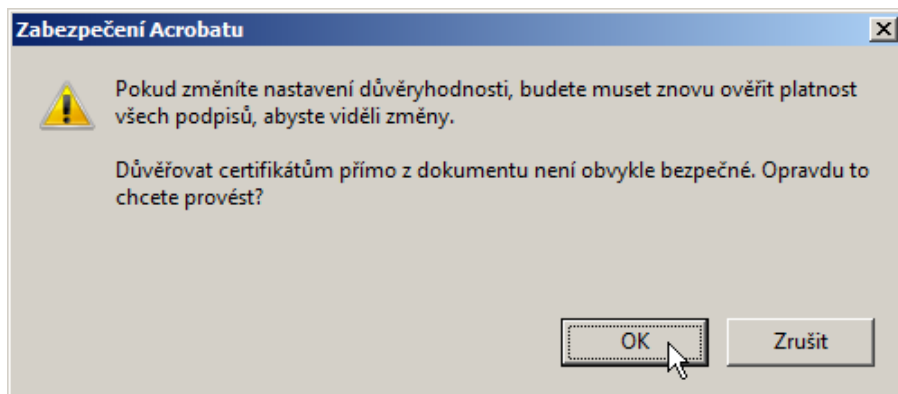 Zabezpečení Acrobatu
Pokud změníte nastavení důvěryhodnosti, budete muset znovu ověřit platnost
všech podpisů, abyste viděli změny.
Důvěřovat certifikátům přímo z dokumentu není obvykle bezpečné. Opravdu to
chcete provést?
OK
Zrušit